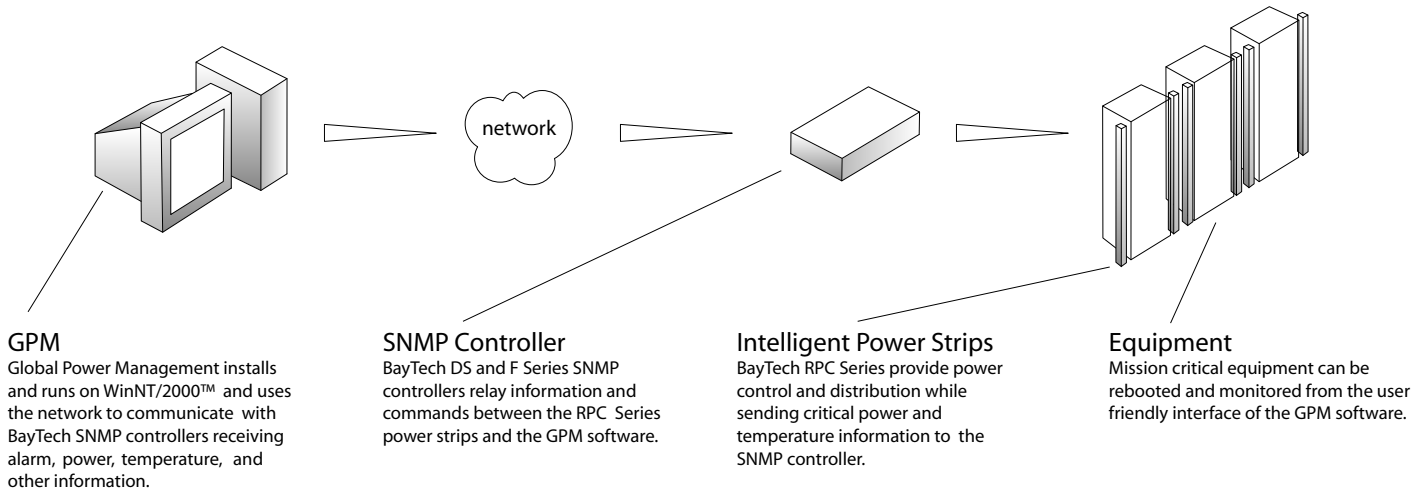 network
GPM
Global Power Management installs
and runs on WinNT/2000™ and uses
the network to communicate with
BayTech SNMP controllers receiving
alarm, power, temperature, and
other information.
SNMP Controller
BayTech DS and F Series SNMP
controllers relay information and
commands between the RPC Series
power strips and the GPM software.
Intelligent Power Strips
BayTech RPC Series provide power
control and distribution while
sending critical power and
temperature information to the
SNMP controller.
Equipment
Mission critical equipment can be
rebooted and monitored from the user
friendly interface of the GPM software.